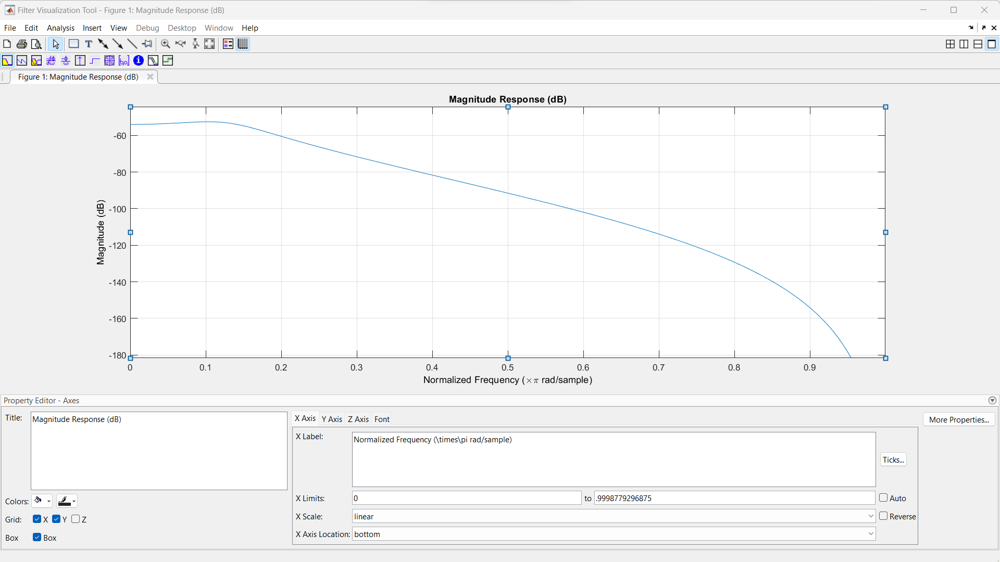 Filter Visualization Tool - Figure 1: Magnitude Response (dB)
File Edit Analysis Insert View Debug Desktop Window Help
Figure 1: Magnitude Response (dB)
Magnitude Response (dB)
-60
-80
-100
-120
-140
-160
-180
Magnitude (dB)
0 0.1 0.2 0.3 0.4 0.5 0.6 0.7 0.8 0.9
Normalized Frequency (×π rad/sample)
Property Editor - Axes
Title: Magnitude Response (dB)
Colors:
Grid: X Y Z
Box Box
X Axis Y Axis Z Axis Font
X Label: Normalized Frequency (\times\pi rad/sample)
Ticks...
X Limits: 0 to .9998779296875 Auto
X Scale: linear Reverse
X Axis Location: bottom
More Properties...